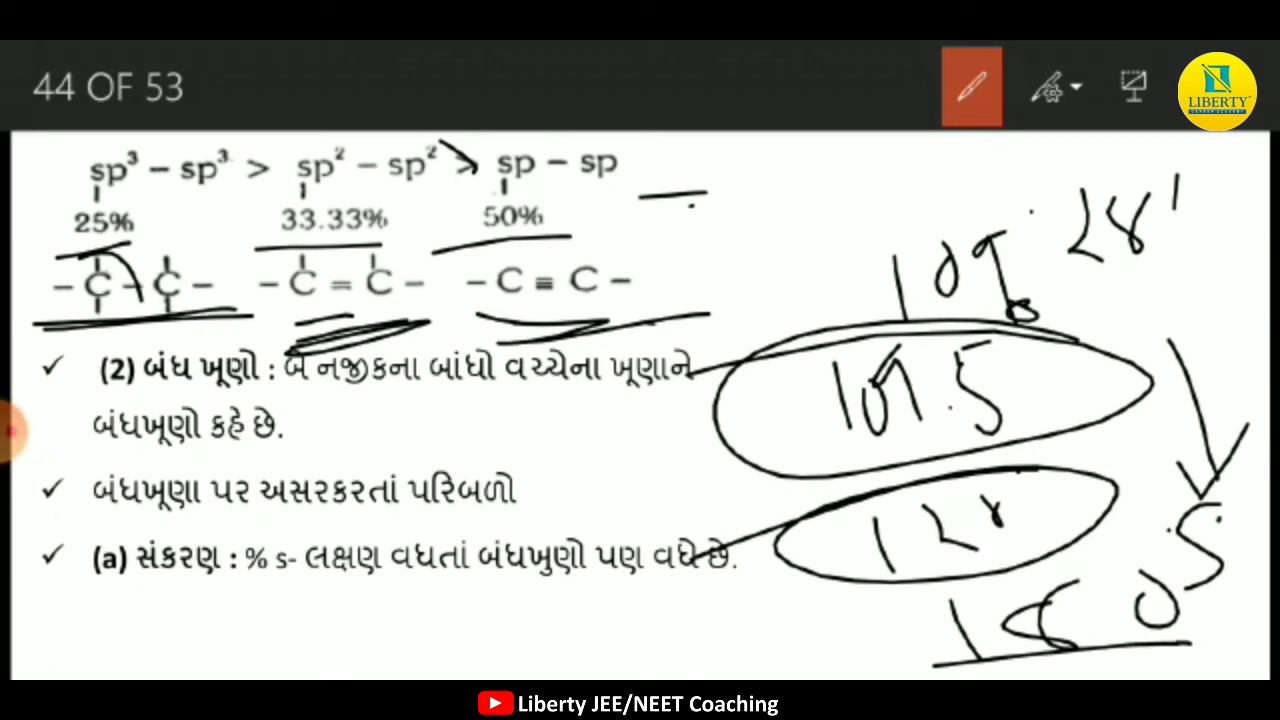 44 OF 53
LIBERTY
sp³ − sp³ > sp² − sp² > sp − sp
25% 33.33% 50%
− C − C − − C = C − − C ≡ C −
109 28'
109.5
(2) બંધ ખૂણો : બે નજીકના બાંધો વચ્ચેના ખૂણાને
બંધખૂણો કહે છે.
બંધખૂણા પર અસરકરતાં પરિબળો
(a) સંકરણ : % s- લક્ષણ વધતાં બંધખુણો પણ વધે છે.
180
Liberty JEE/NEET Coaching